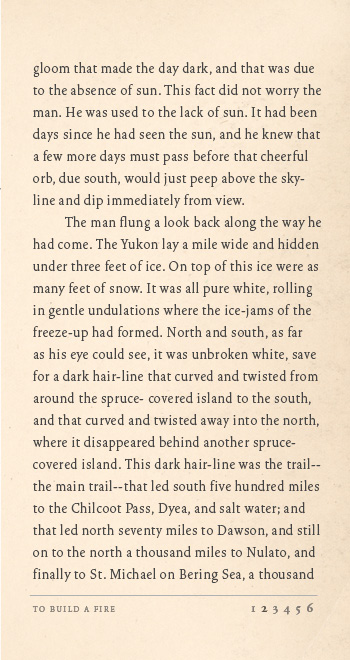 gloom that made the day dark, and that was due
to the absence of sun. This fact did not worry the
man. He was used to the lack of sun. It had been
days since he had seen the sun, and he knew that
a few more days must pass before that cheerful
orb, due south, would just peep above the sky-
line and dip immediately from view.
The man flung a look back along the way he
had come. The Yukon lay a mile wide and hidden
under three feet of ice. On top of this ice were as
many feet of snow. It was all pure white, rolling
in gentle undulations where the ice-jams of the
freeze-up had formed. North and south, as far
as his eye could see, it was unbroken white, save
for a dark hair-line that curved and twisted from
around the spruce- covered island to the south,
and that curved and twisted away into the north,
where it disappeared behind another spruce-
covered island. This dark hair-line was the trail--
the main trail--that led south five hundred miles
to the Chilcoot Pass, Dyea, and salt water; and
that led north seventy miles to Dawson, and still
on to the north a thousand miles to Nulato, and
finally to St. Michael on Bering Sea, a thousand
TO BUILD A FIRE 1 2 3 4 5 6